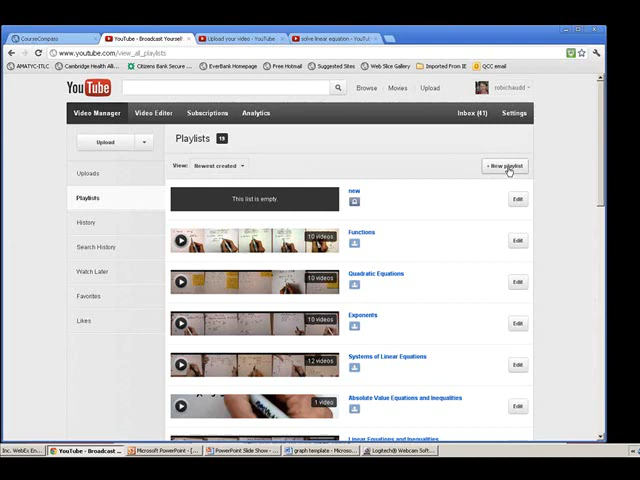 CourseCompass
YouTube - Broadcast Yourself
Upload your video - YouTube
solve linear equation - YouTu
www.youtube.com/view_all_playlists
AMATYC-ITLC
Cambridge Health All...
Citizens Bank Secure ...
EverBank Homepage
Free Hotmail
Suggested Sites
Web Slice Gallery
Imported From IE
QCC email
YouTube
Browse
Movies
Upload
robichaudd
Video Manager
Video Editor
Subscriptions
Analytics
Inbox (41)
Settings
Upload
Playlists
View:
Newest created
+ New playlist
Uploads
Playlists
History
Search History
Watch Later
Favorites
Likes
This list is empty.
new
Edit
10 videos
Functions
Edit
10 videos
Quadratic Equations
Edit
10 videos
Exponents
Edit
12 videos
Systems of Linear Equations
Edit
1 video
Absolute Value Equations and Inequalities
Edit
Linear Equations and Inequalities
Inc. WebEx En...
YouTube - Broadcast ...
Microsoft PowerPoint - [...
PowerPoint Slide Show - ...
graph template - Microso...
Logitech® Webcam Soft...